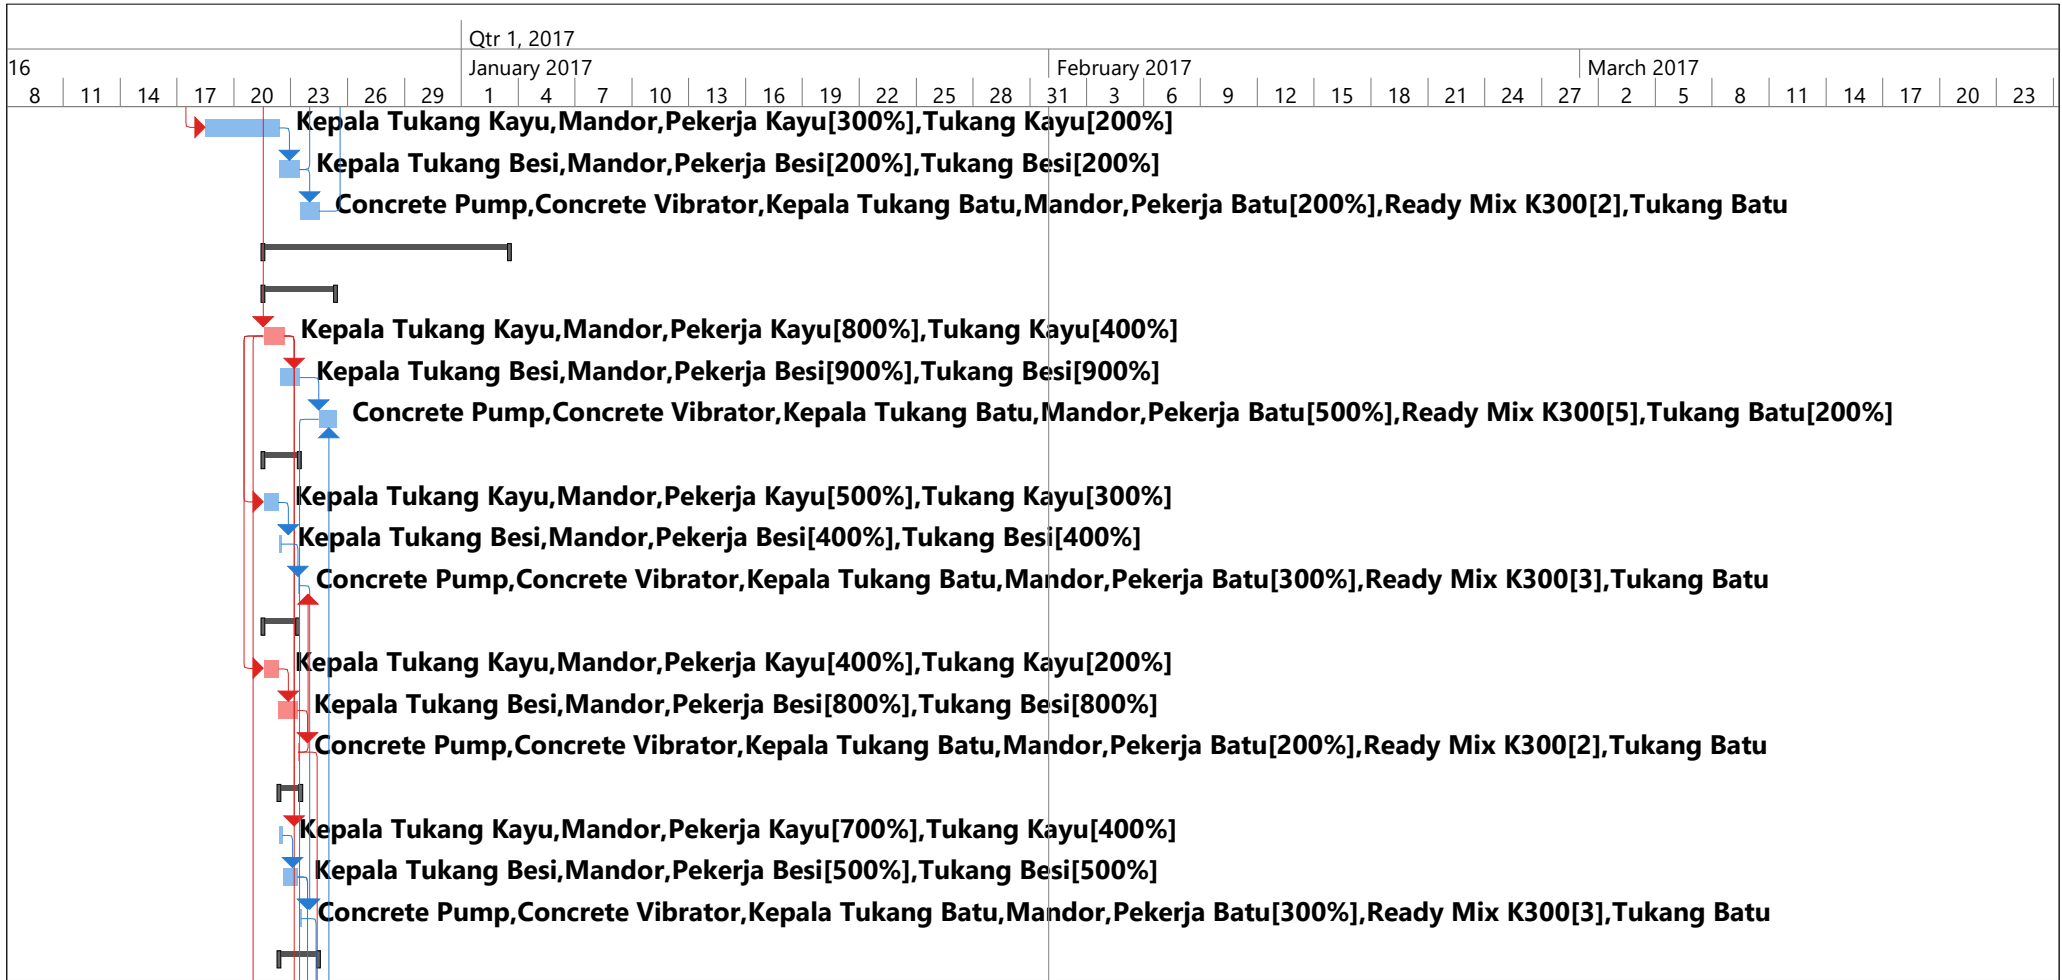 Qtr 1, 2017
16 January 2017 February 2017 March 2017
8 11 14 17 20 23 26 29 1 4 7 10 13 16 19 22 25 28 31 3 6 9 12 15 18 21 24 27 2 5 8 11 14 17 20 23
Kepala Tukang Kayu,Mandor,Pekerja Kayu[300%],Tukang Kayu[200%]
Kepala Tukang Besi,Mandor,Pekerja Besi[200%],Tukang Besi[200%]
Concrete Pump,Concrete Vibrator,Kepala Tukang Batu,Mandor,Pekerja Batu[200%],Ready Mix K300[2],Tukang Batu
Kepala Tukang Kayu,Mandor,Pekerja Kayu[800%],Tukang Kayu[400%]
Kepala Tukang Besi,Mandor,Pekerja Besi[900%],Tukang Besi[900%]
Concrete Pump,Concrete Vibrator,Kepala Tukang Batu,Mandor,Pekerja Batu[500%],Ready Mix K300[5],Tukang Batu[200%]
Kepala Tukang Kayu,Mandor,Pekerja Kayu[500%],Tukang Kayu[300%]
Kepala Tukang Besi,Mandor,Pekerja Besi[400%],Tukang Besi[400%]
Concrete Pump,Concrete Vibrator,Kepala Tukang Batu,Mandor,Pekerja Batu[300%],Ready Mix K300[3],Tukang Batu
Kepala Tukang Kayu,Mandor,Pekerja Kayu[400%],Tukang Kayu[200%]
Kepala Tukang Besi,Mandor,Pekerja Besi[800%],Tukang Besi[800%]
Concrete Pump,Concrete Vibrator,Kepala Tukang Batu,Mandor,Pekerja Batu[200%],Ready Mix K300[2],Tukang Batu
Kepala Tukang Kayu,Mandor,Pekerja Kayu[700%],Tukang Kayu[400%]
Kepala Tukang Besi,Mandor,Pekerja Besi[500%],Tukang Besi[500%]
Concrete Pump,Concrete Vibrator,Kepala Tukang Batu,Mandor,Pekerja Batu[300%],Ready Mix K300[3],Tukang Batu